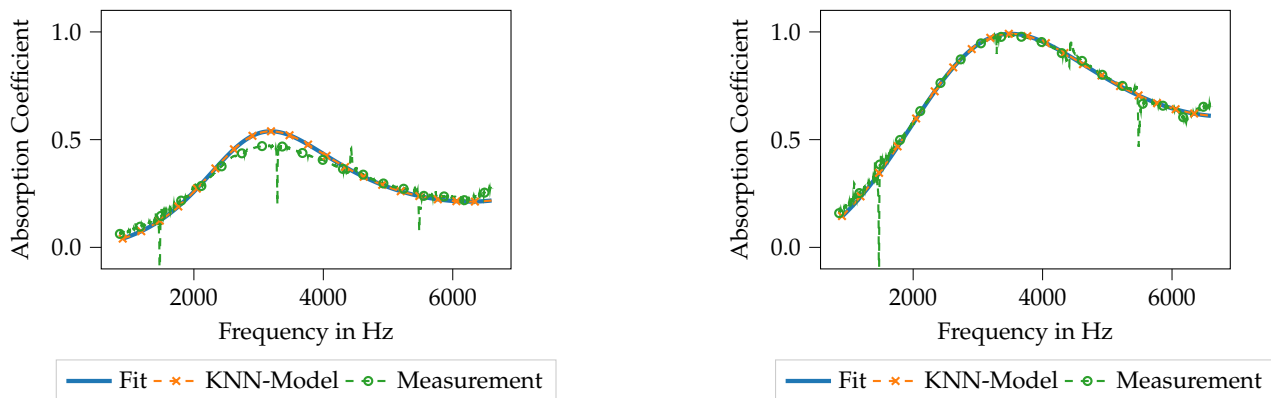 1.0
0.5
0.0
Absorption Coefficient
2000 4000 6000
Frequency in Hz
Fit KNN-Model Measurement
1.0
0.5
0.0
Absorption Coefficient
2000 4000 6000
Frequency in Hz
Fit KNN-Model Measurement